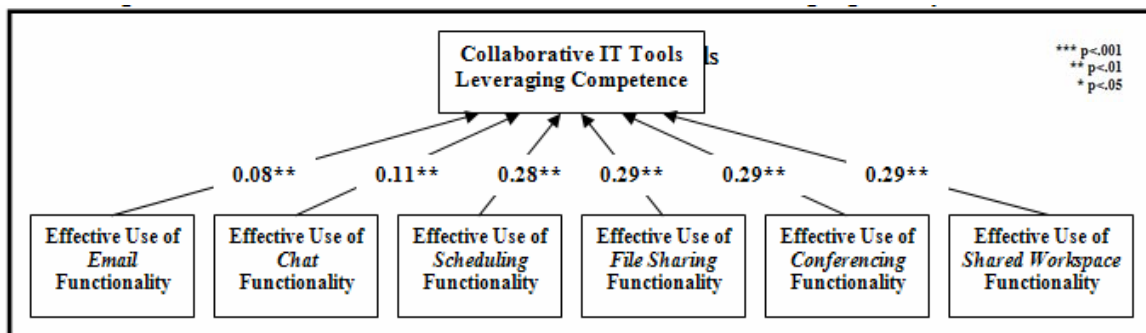 Collaborative IT Tools
ls
Leveraging Competence
*** p<.001
** p<.01
* p<.05
0.08**
0.11**
0.28**
0.29**
0.29**
0.29**
Effective Use of
Email
Functionality
Effective Use of
Chat
Functionality
Effective Use of
Scheduling
Functionality
Effective Use of
File Sharing
Functionality
Effective Use of
Conferencing
Functionality
Effective Use of
Shared Workspace
Functionality